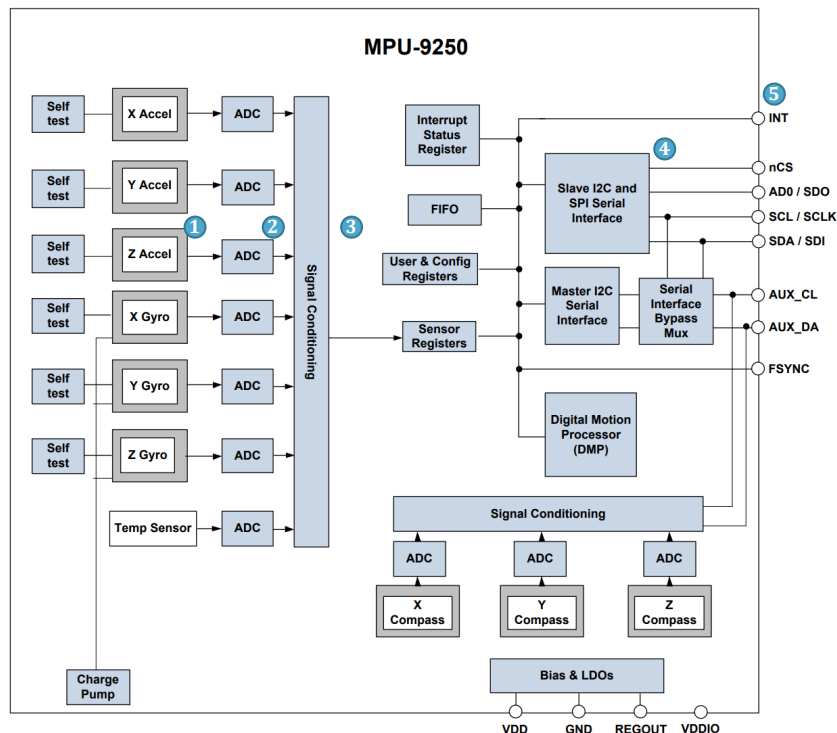 MPU-9250
Self
test
X Accel
ADC
Self
test
Y Accel
ADC
Self
test
Z Accel
1
ADC
2
3
Self
test
X Gyro
ADC
Self
test
Y Gyro
ADC
Self
test
Z Gyro
ADC
Temp Sensor
ADC
Signal Conditioning
Charge
Pump
Interrupt
Status
Register
FIFO
User & Config
Registers
Sensor
Registers
4
Slave I2C and
SPI Serial
Interface
Master I2C
Serial
Interface
Serial
Interface
Bypass
Mux
Digital Motion
Processor
(DMP)
5
INT
nCS
AD0 / SDO
SCL / SCLK
SDA / SDI
AUX_CL
AUX_DA
FSYNC
Signal Conditioning
ADC
ADC
ADC
X
Compass
Y
Compass
Z
Compass
Bias & LDOs
VDD
GND
REGOUT
VDDIO